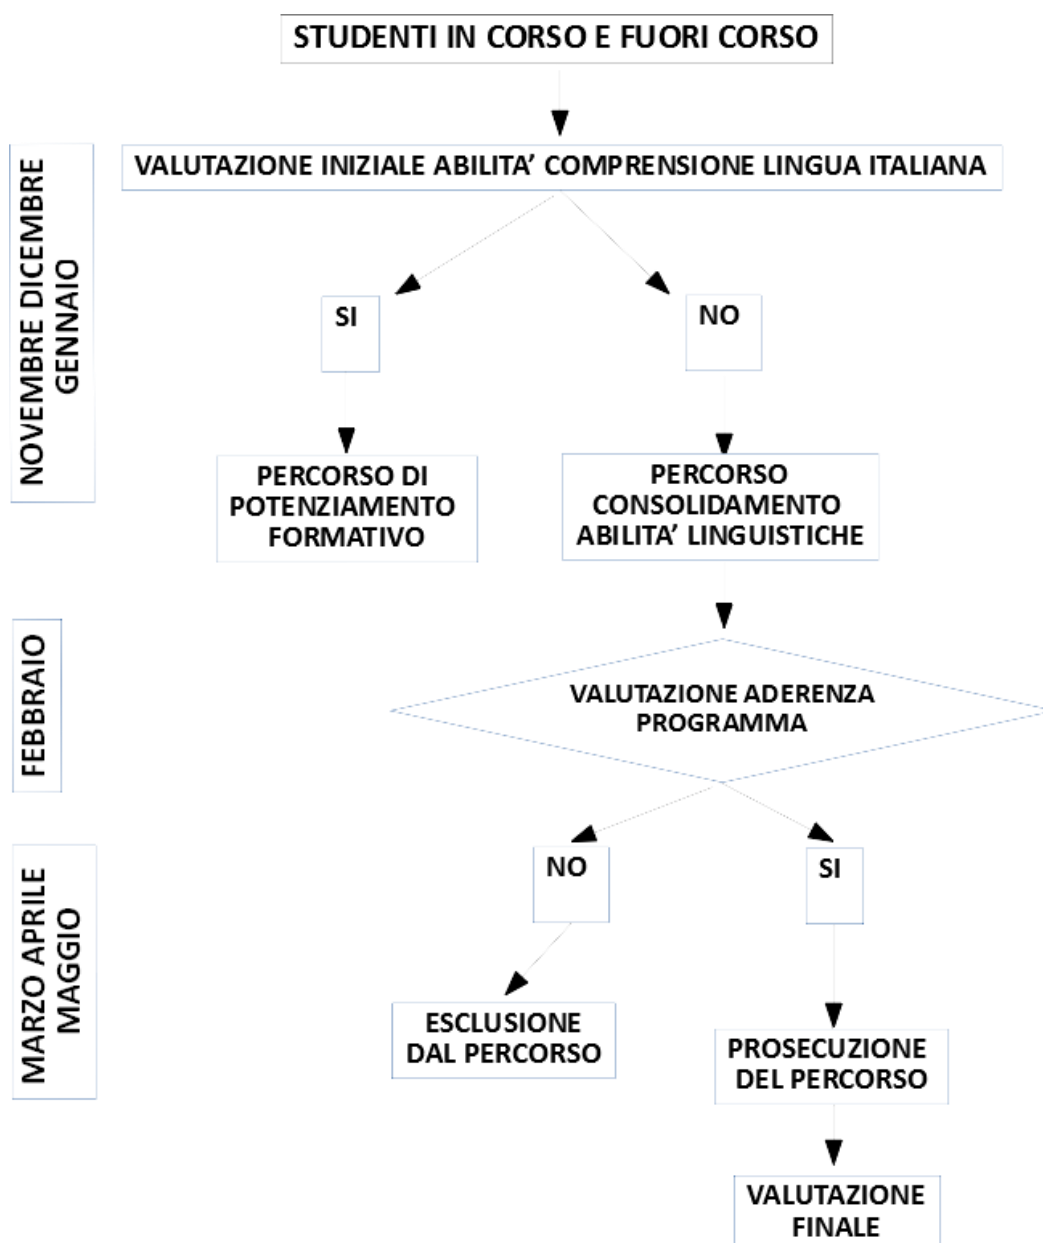 STUDENTI IN CORSO E FUORI CORSO
VALUTAZIONE INIZIALE ABILITA’ COMPRENSIONE LINGUA ITALIANA
NOVEMBRE DICEMBRE
GENNAIO
SI
NO
PERCORSO DI
POTENZIAMENTO
FORMATIVO
PERCORSO
CONSOLIDAMENTO
ABILITA’ LINGUISTICHE
FEBBRAIO
VALUTAZIONE ADERENZA
PROGRAMMA
MARZO APRILE
MAGGIO
NO
SI
ESCLUSIONE
DAL PERCORSO
PROSECUZIONE
DEL PERCORSO
VALUTAZIONE
FINALE